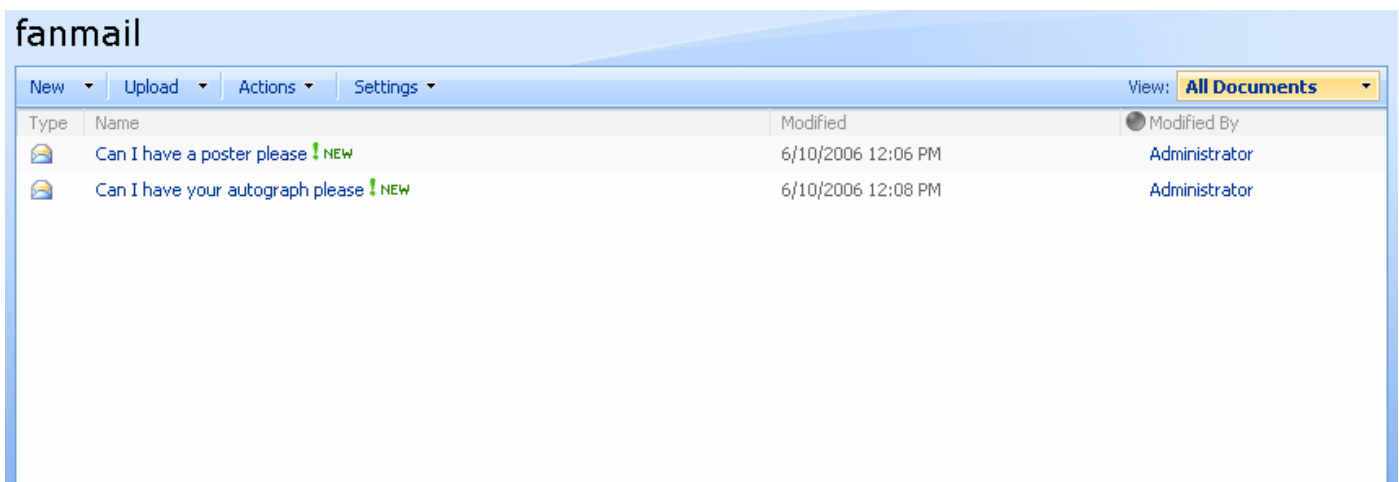 fanmail
New Upload Actions Settings View: All Documents
Type Name Modified Modified By
Can I have a poster please ! NEW 6/10/2006 12:06 PM Administrator
Can I have your autograph please ! NEW 6/10/2006 12:08 PM Administrator